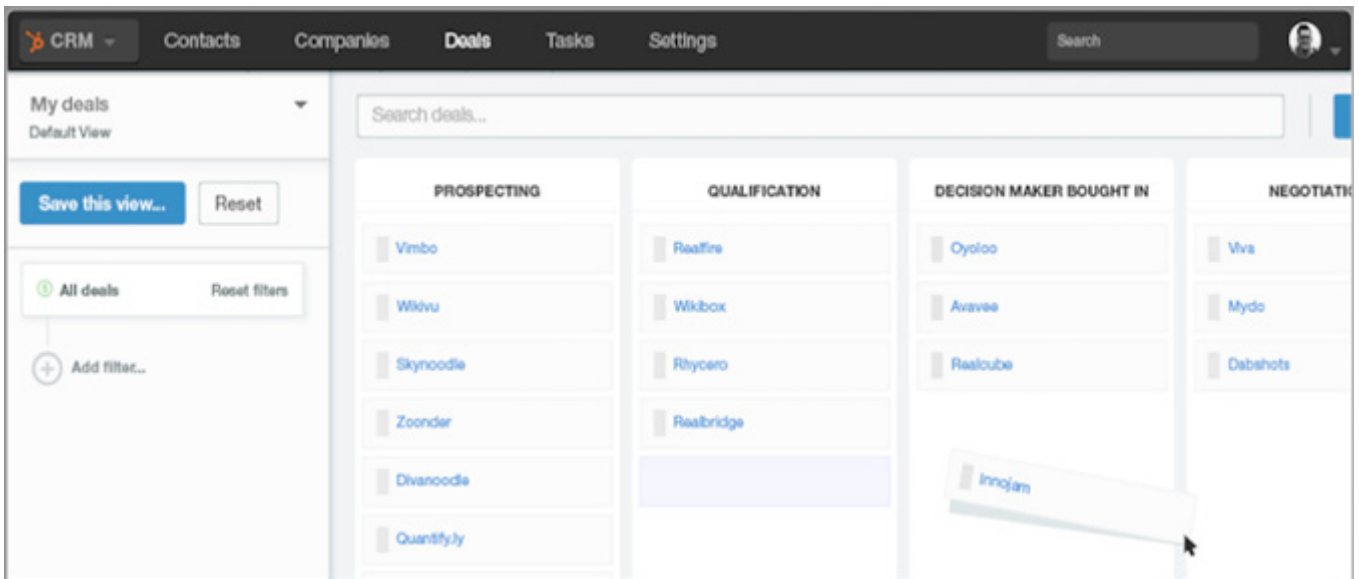 CRM Contacts Companies Deals Tasks Settings Search
My deals
Default View
Search deals...
Save this view... Reset
All deals Reset filters
Add filter...
PROSPECTING
Vimbo
Wikivu
Skynoodle
Zoonder
Divanoodle
Quantify.ly
QUALIFICATION
Realfire
Wikibox
Rhycero
Realbridge
DECISION MAKER BOUGHT IN
Oyoloo
Avavee
Realcube
Innojam
NEGOTIATIO
Viva
Mydo
Dabshots